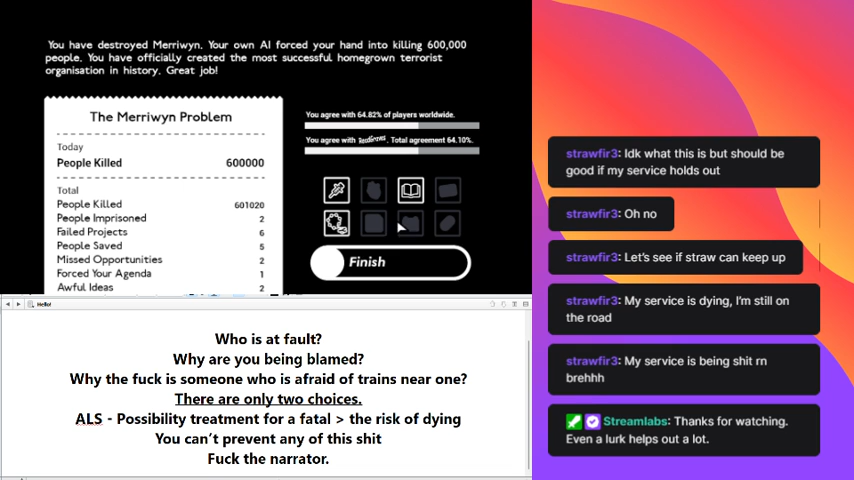 You have destroyed Merriwyn. Your own AI forced your hand into killing 600,000
people. You have officially created the most successful homegrown terrorist
organisation in history. Great job!
The Merriwyn Problem
Today
People Killed 600000
Total
People Killed 601020
People Imprisoned 2
Failed Projects 6
People Saved 5
Missed Opportunities 2
Forced Your Agenda 1
Awful Ideas 2
You agree with 64.82% of players worldwide.
You agree with . Total agreement 64.10%.
Finish
Hello!
Who is at fault?
Why are you being blamed?
Why the fuck is someone who is afraid of trains near one?
There are only two choices.
ALS - Possibility treatment for a fatal > the risk of dying
You can't prevent any of this shit
Fuck the narrator.
strawfir3: Idk what this is but should be
good if my service holds out
strawfir3: Oh no
strawfir3: Let's see if straw can keep up
strawfir3: My service is dying, I'm still on
the road
strawfir3: My service is being shit rn
brehhh
Streamlabs: Thanks for watching.
Even a lurk helps out a lot.